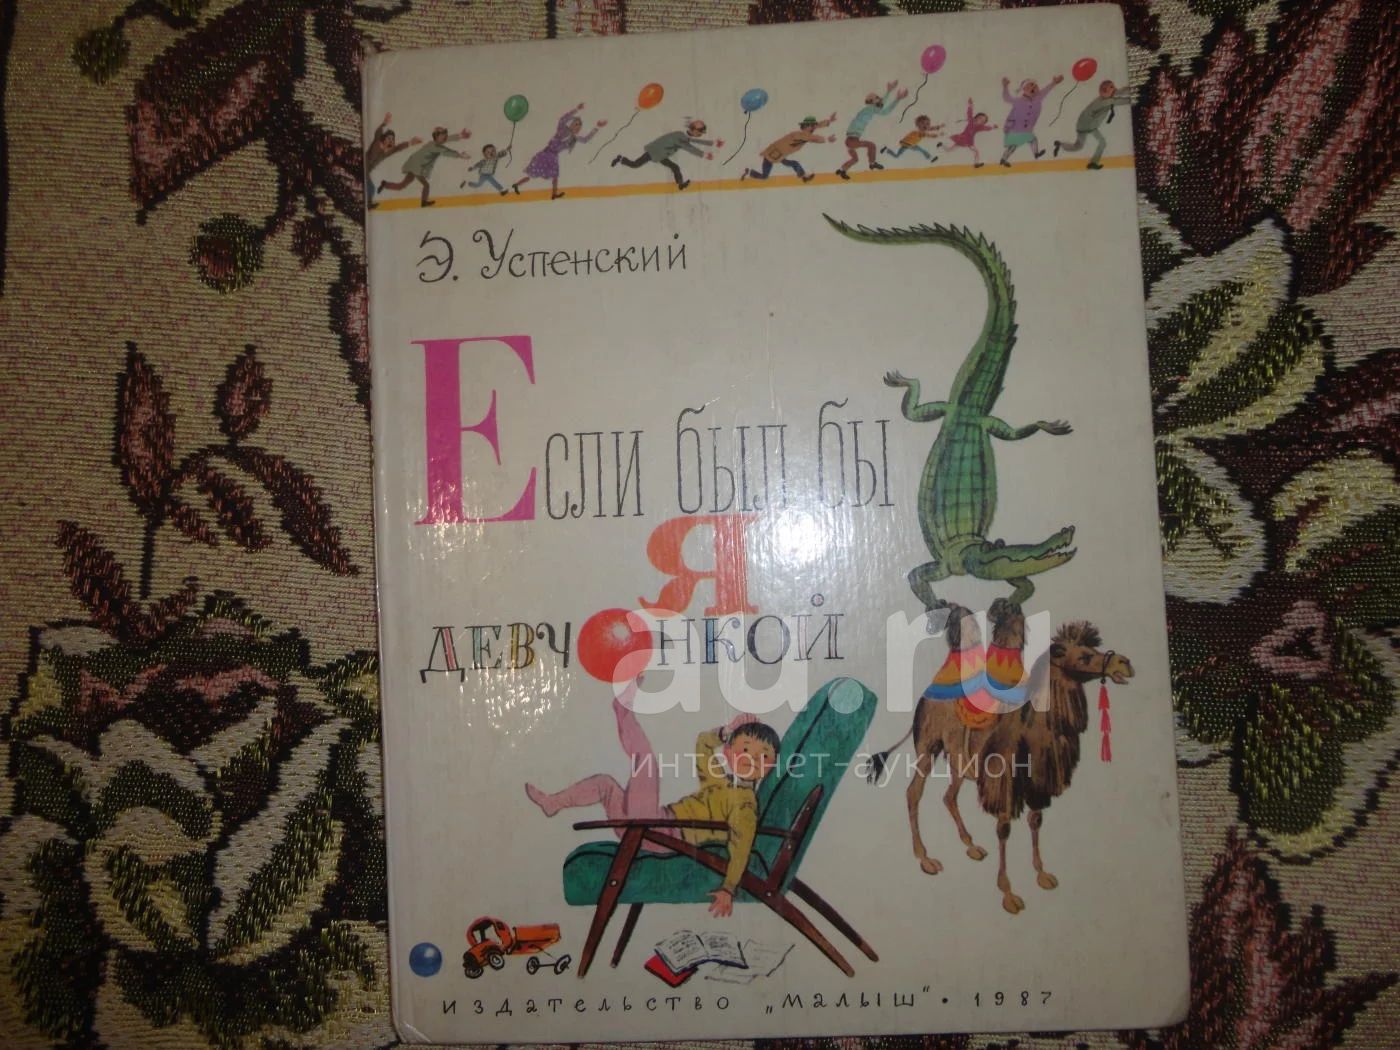 Э. Успенский
Если был бы
я
девчонкой
au.ru
интернет-аукцион
издательство „малыш“ · 1987